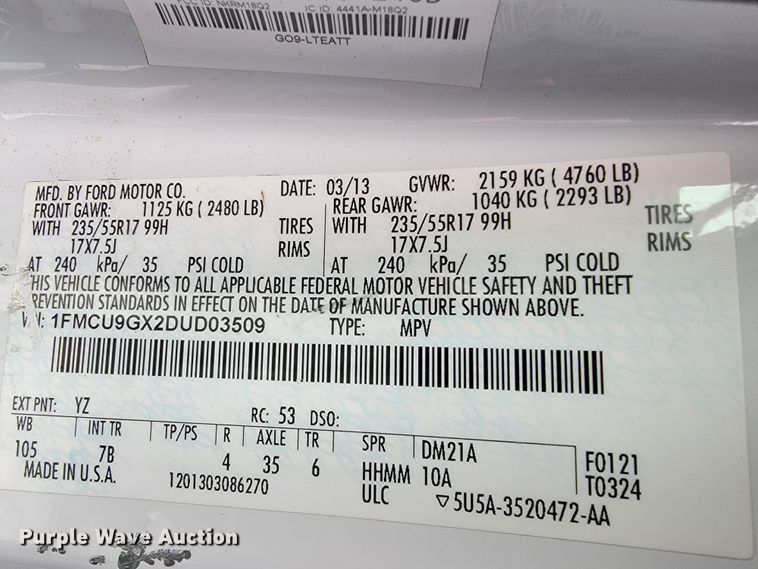 FCC ID: NKRM18Q2 IC ID: 4441A-M18Q2
GO9-LTEATT
MFD. BY FORD MOTOR CO. DATE: 03/13 GVWR: 2159 KG ( 4760 LB)
FRONT GAWR: 1125 KG ( 2480 LB) REAR GAWR: 1040 KG ( 2293 LB)
WITH 235/55R17 99H TIRES WITH 235/55R17 99H TIRES
17X7.5J RIMS 17X7.5J RIMS
AT 240 kPa/ 35 PSI COLD AT 240 kPa/ 35 PSI COLD
THIS VEHICLE CONFORMS TO ALL APPLICABLE FEDERAL MOTOR VEHICLE SAFETY AND THEFT
REVENTION STANDARDS IN EFFECT ON THE DATE OF MANUFACTURE SHOWN ABOVE.
VIN: 1FMCU9GX2DUD03509 TYPE: MPV
EXT PNT: YZ RC: 53 DSO:
WB INT TR TP/PS R AXLE TR SPR DM21A F0121
105 7B 4 35 6 HHMM 10A T0324
MADE IN U.S.A. 1201303086270 ULC ▽5U5A-3520472-AA
Purple Wave Auction